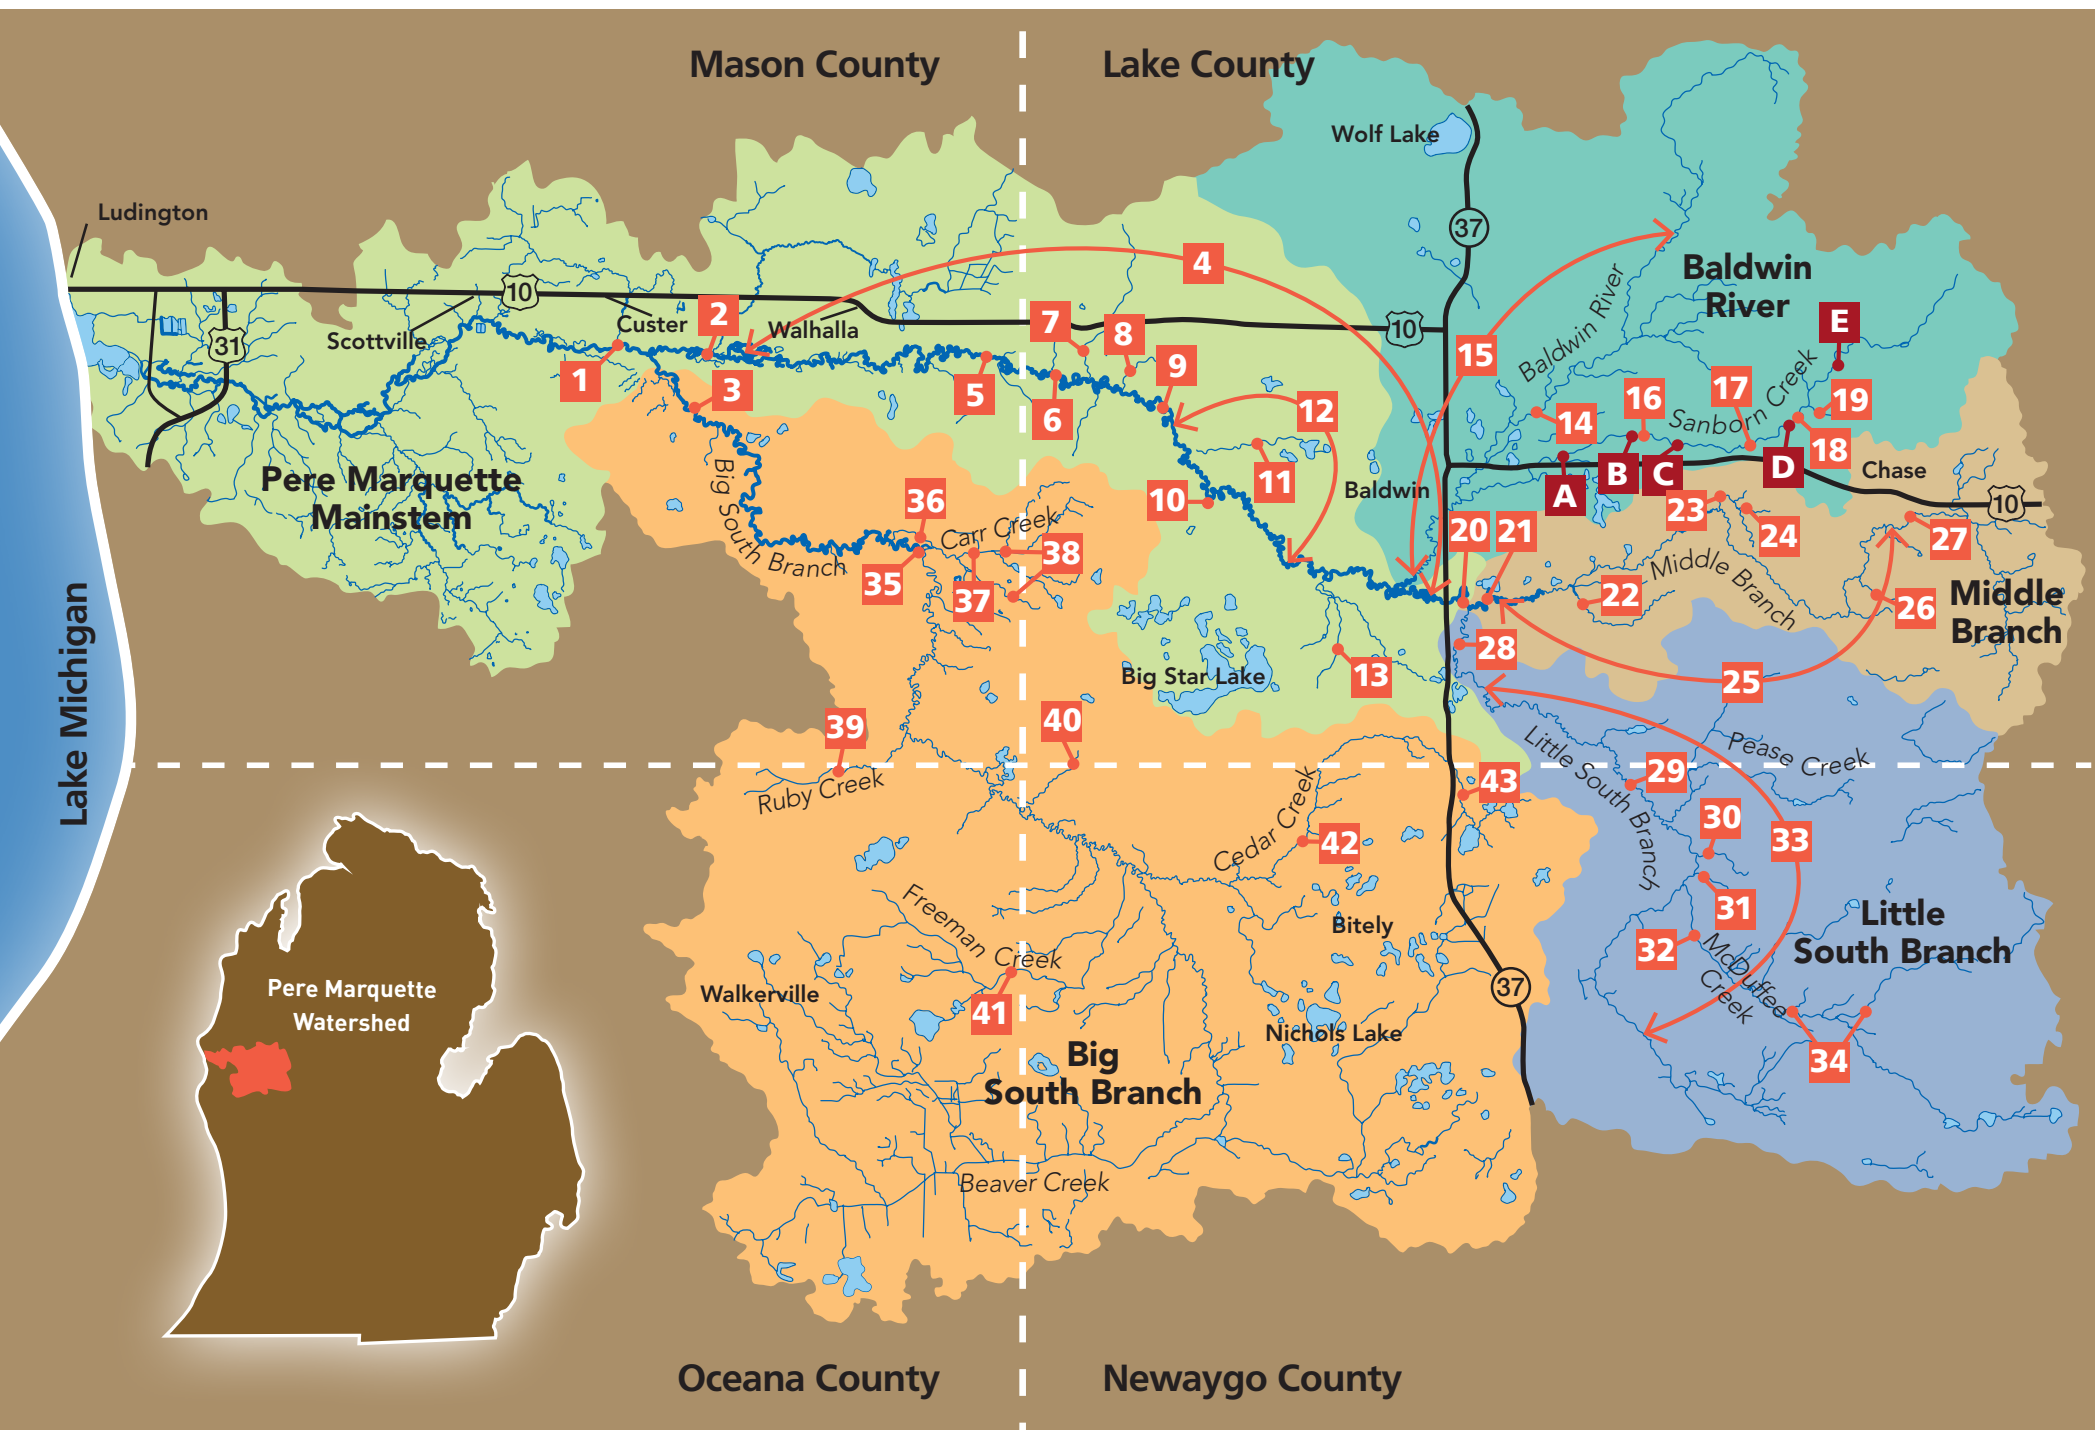 Mason County
Lake County
Wolf Lake
Ludington
37
4
Baldwin
River
Baldwin River
10
2
Custer
Walhalla
7
8
E
10
31
Scottville
1
3
5
6
9
12
15
16
17
Sanborn Creek
19
14
18
Pere Marquette
Mainstem
Big South Branch
36
Carr Creek
38
35
37
10
11
Baldwin
A
B
C
D
Chase
10
20
21
23
24
27
Middle Branch
22
26
Middle
Branch
28
25
Big Star Lake
13
Lake Michigan
39
40
Ruby Creek
Little South Branch
Pease Creek
29
43
Cedar Creek
42
30
33
31
32
McDuffee
Creek
Little
South Branch
34
Freeman Creek
Bitely
Walkerville
41
37
Nichols Lake
Big
South Branch
Beaver Creek
Pere Marquette
Watershed
Oceana County
Newaygo County